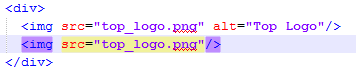 <div>
<img src="top_logo.png" alt="Top Logo"/>
<img src="top_logo.png"/>
</div>